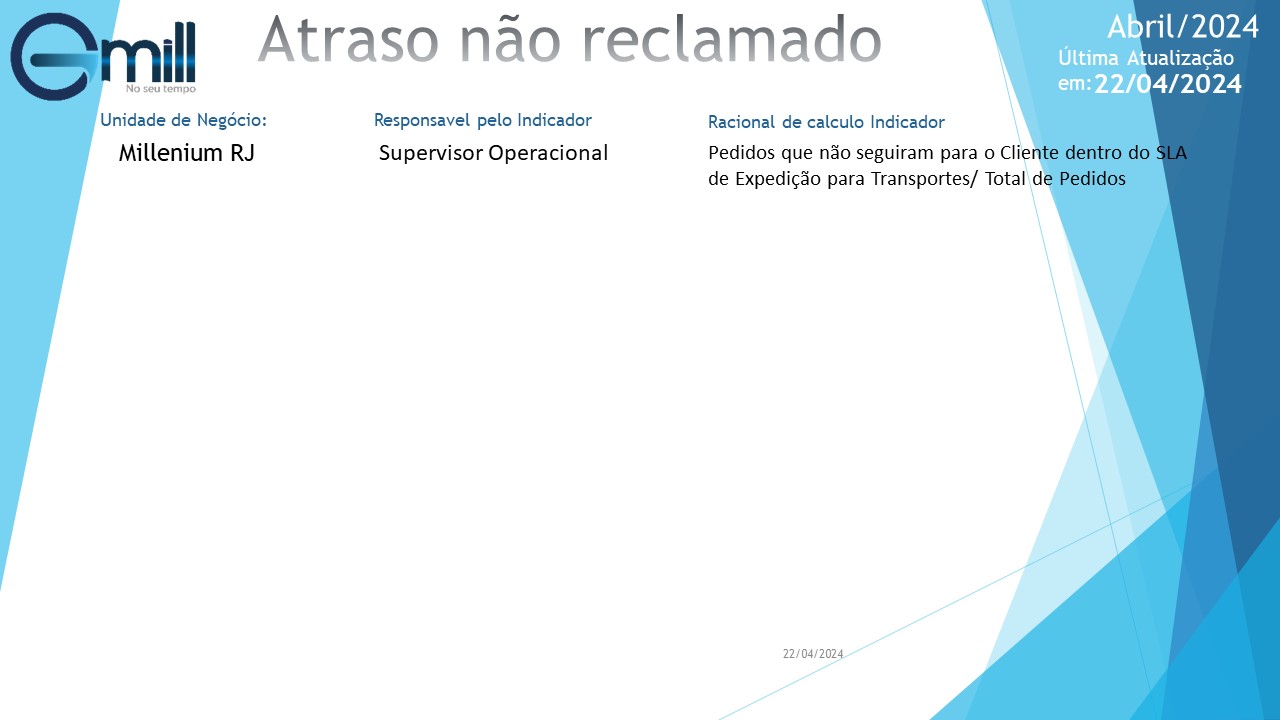 Gmill
No seu tempo
Atraso não reclamado
Abril/2024
Última Atualização
em:22/04/2024
Unidade de Negócio:
Millenium RJ
Responsavel pelo Indicador
Supervisor Operacional
Racional de calculo Indicador
Pedidos que não seguiram para o Cliente dentro do SLA
de Expedição para Transportes/ Total de Pedidos
22/04/2024